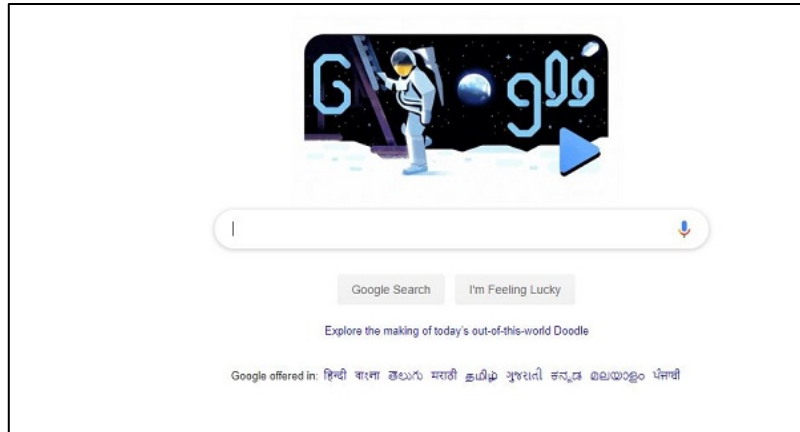 Google
Google Search I'm Feeling Lucky
Explore the making of today's out-of-this-world Doodle
Google offered in: हिन्दी বাংলা తెలుగు मराठी தமிழ் ગુજરાતી ಕನ್ನಡ മലയാളം ਪੰਜਾਬੀ